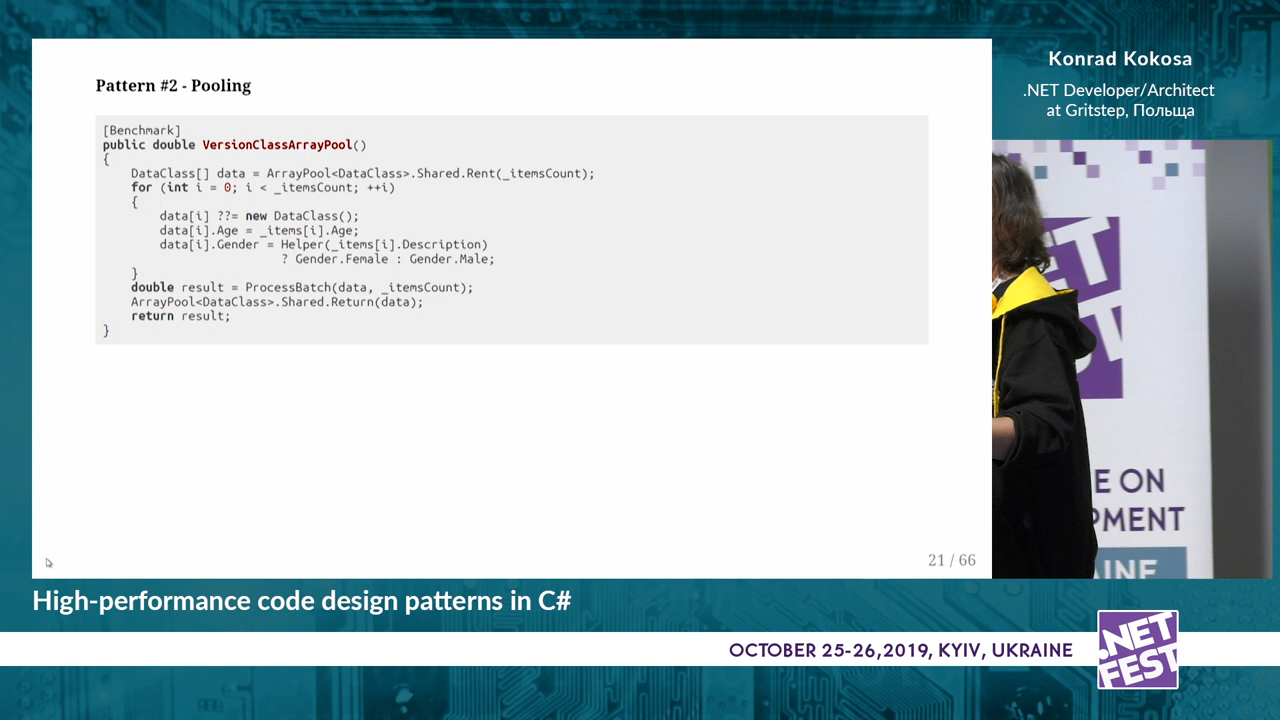 Pattern #2 - Pooling
[Benchmark]
public double VersionClassArrayPool()
{
DataClass[] data = ArrayPool<DataClass>.Shared.Rent(_itemsCount);
for (int i = 0; i < _itemsCount; ++i)
{
data[i] ??= new DataClass();
data[i].Age = _items[i].Age;
data[i].Gender = Helper(_items[i].Description)
? Gender.Female : Gender.Male;
}
double result = ProcessBatch(data, _itemsCount);
ArrayPool<DataClass>.Shared.Return(data);
return result;
}
21 / 66
Konrad Kokosa
.NET Developer/Architect
at Gritstep, Польща
E ON
PMENT
High-performance code design patterns in C#
OCTOBER 25-26,2019, KYIV, UKRAINE
.NET
FEST